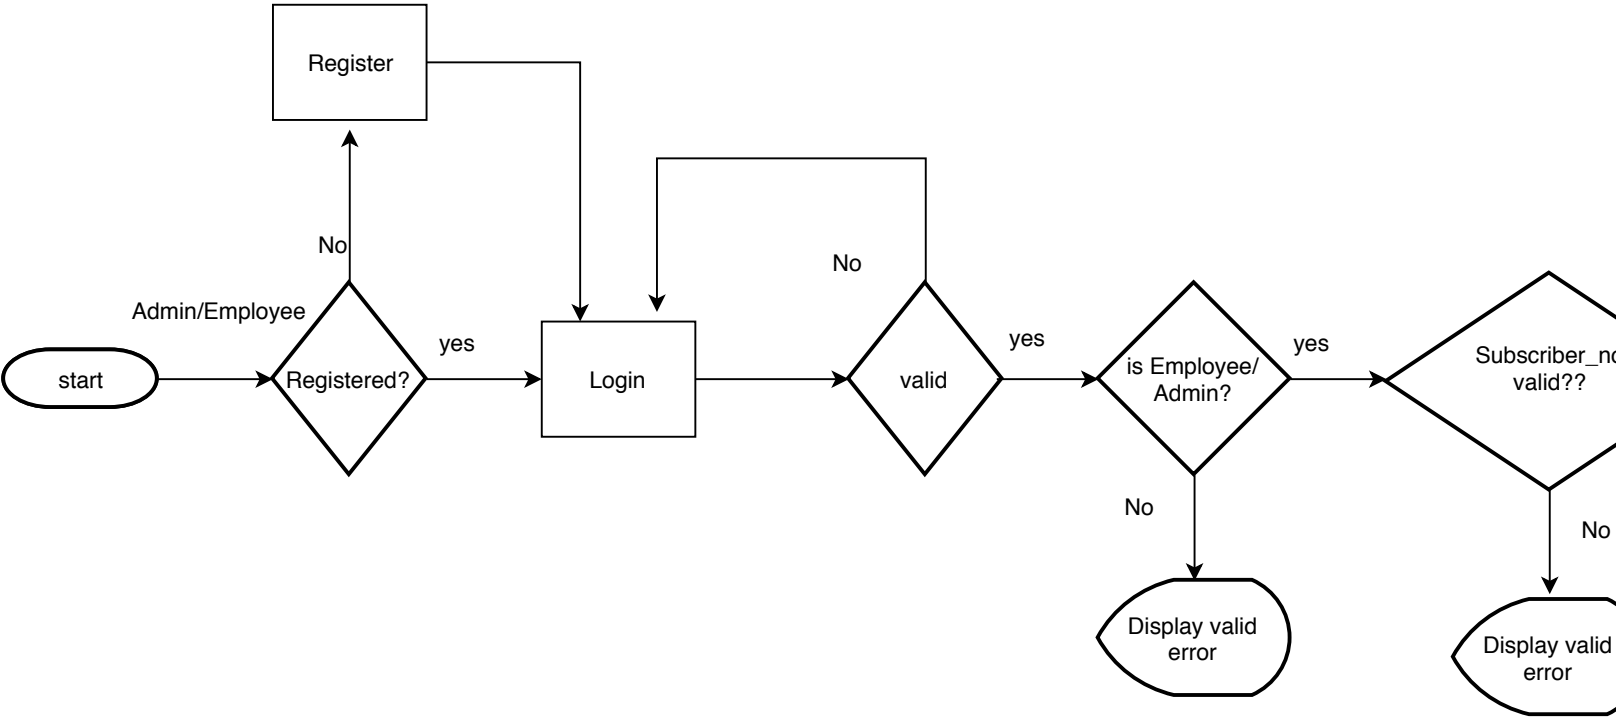 Register
No
Admin/Employee
start
Registered?
yes
Login
No
valid
yes
is Employee/
Admin?
yes
valid??
No
Display valid
error
No
Display valid
error